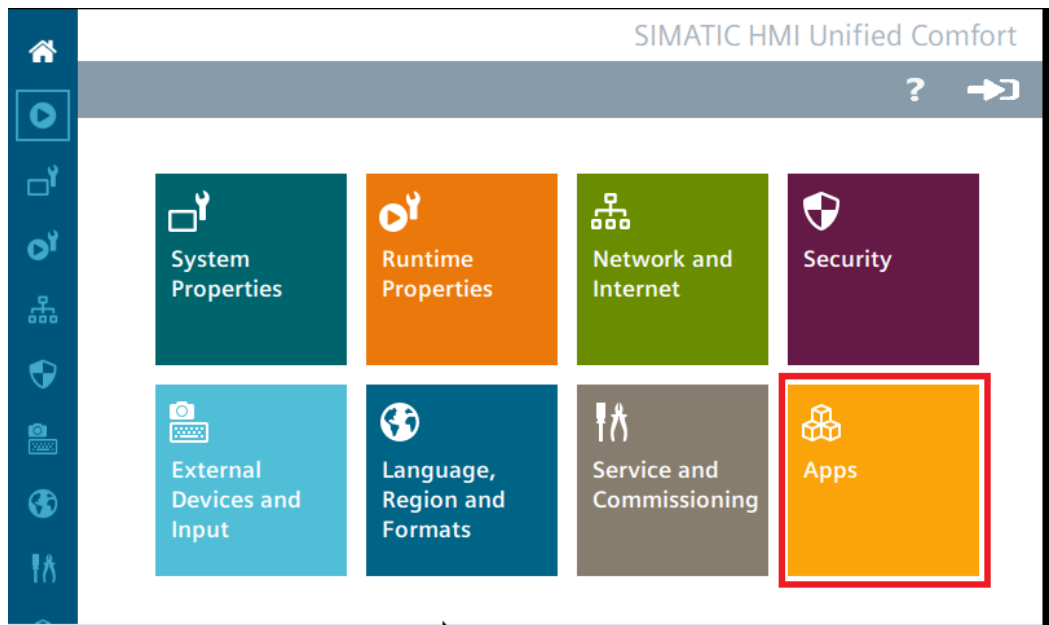 SIMATIC HMI Unified Comfort
?
System
Properties
Runtime
Properties
Network and
Internet
Security
External
Devices and
Input
Language,
Region and
Formats
Service and
Commissioning
Apps